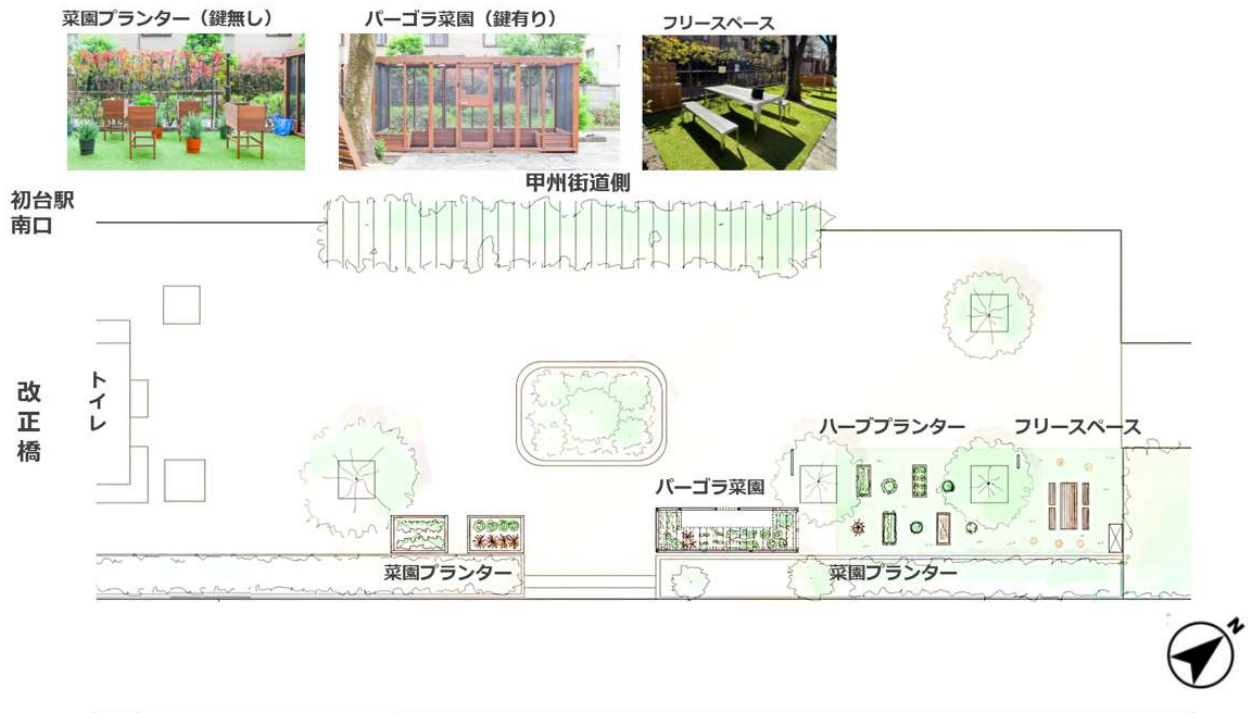 菜園プランター（鍵無し）
パーゴラ菜園（鍵有り）
フリースペース
甲州街道側
初台駅
南口
改正橋
トイレ
ハーブプランター
フリースペース
パーゴラ菜園
菜園プランター
菜園プランター
N